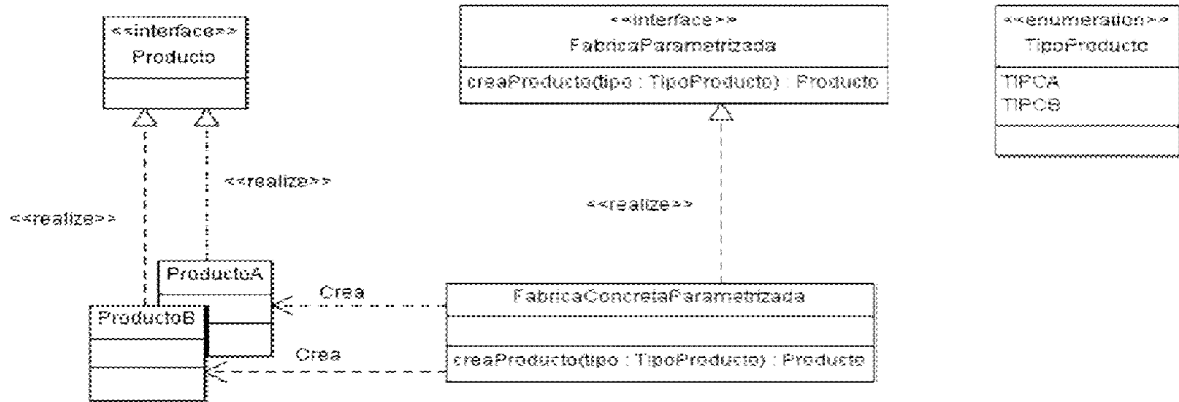 <<interface>>
Producto
<<interface>>
FabricaParametrizada
creaProducto(tipo : TipoProducto) : Producto
<<enumeration>>
TipoProducto
TIPOA
TIPOB
<<realize>>
<<realize>>
<<realize>>
ProductoA
ProductoB
Crea
Crea
FabricaConcretaParametrizada
creaProducto(tipo : TipoProducto) : Producto